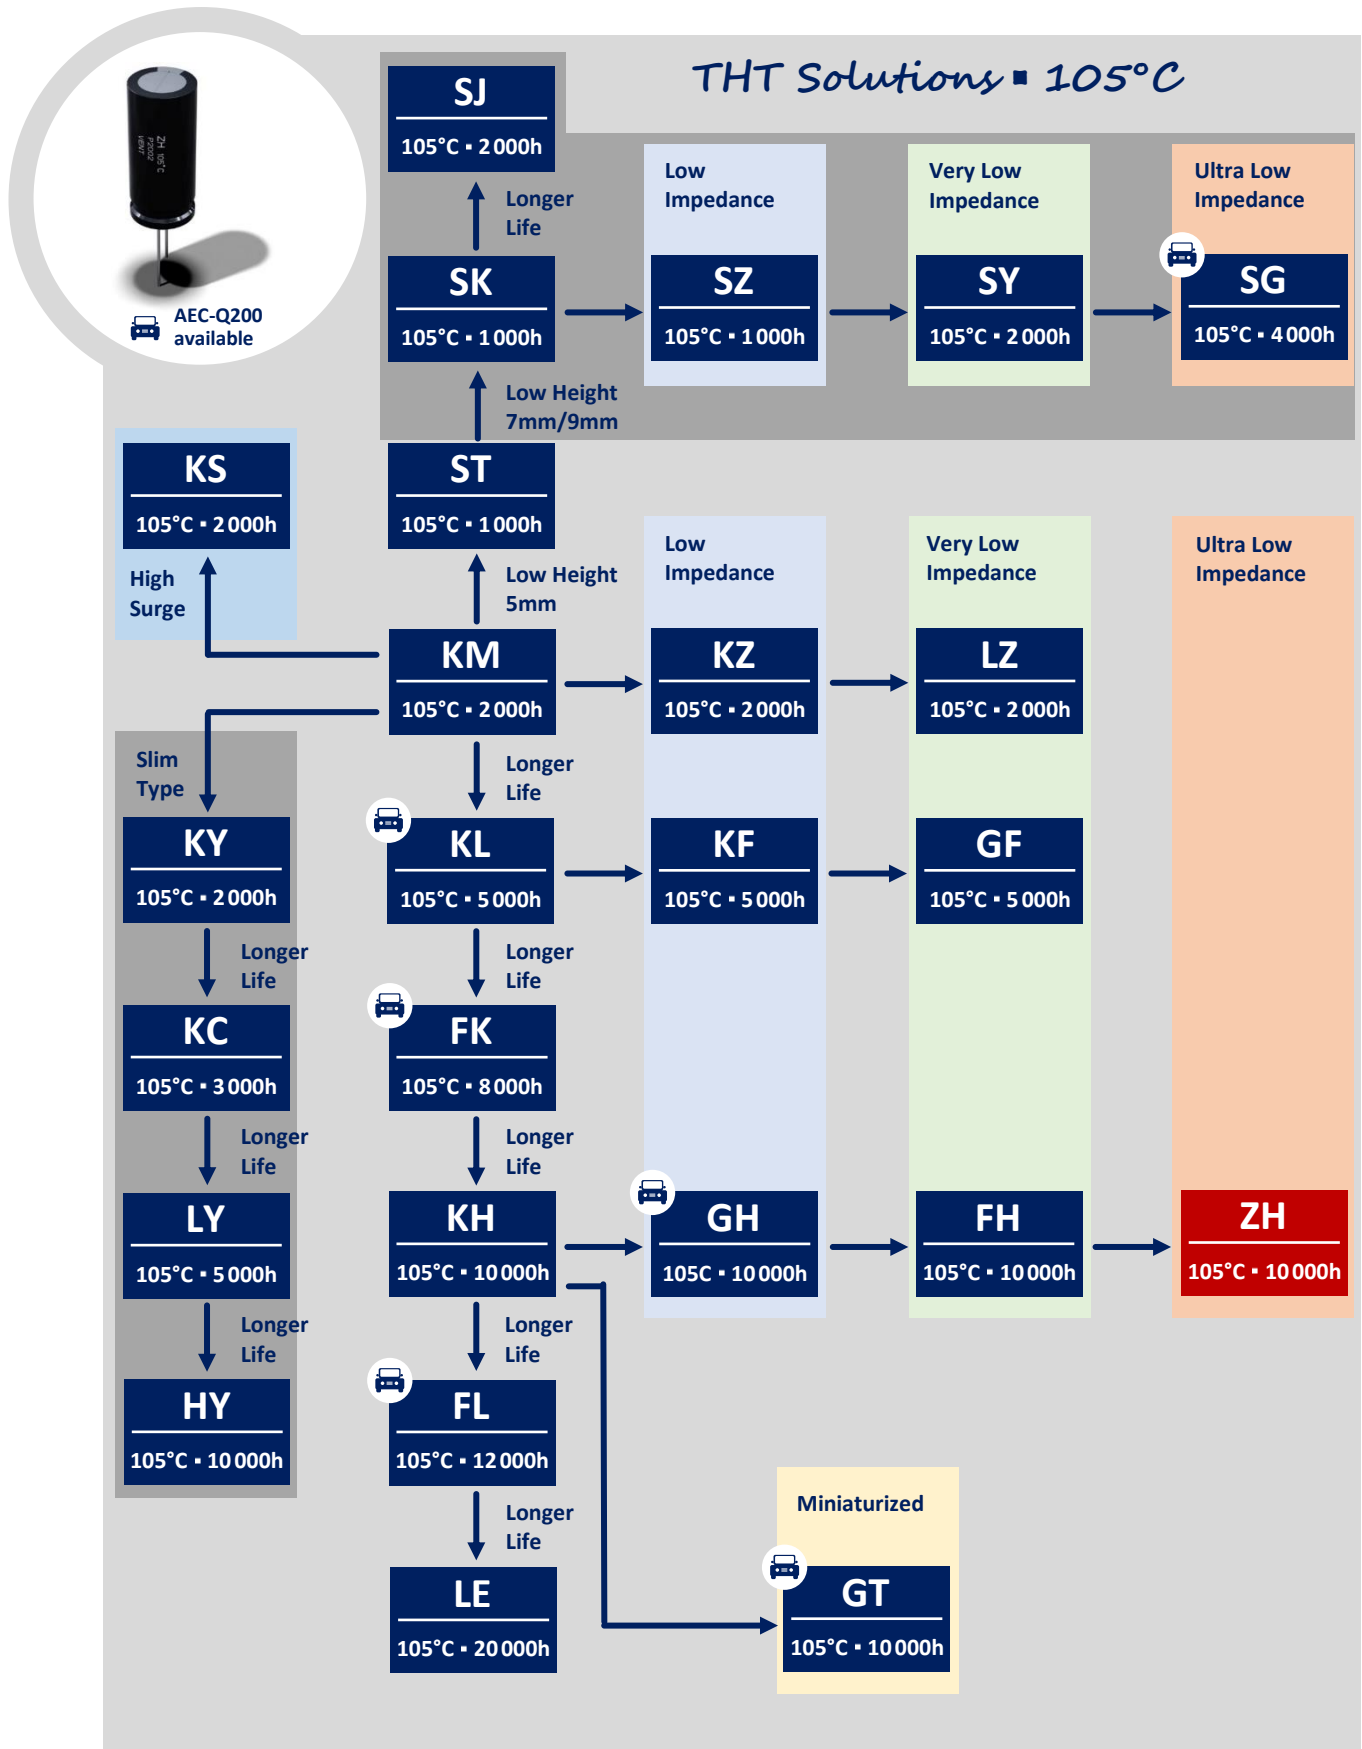 THT Solutions ▪ 105°C
ZH 105°C
P2002
VENT
AEC-Q200
available
SJ
105°C ▪ 2 000h
Longer
Life
Low
Impedance
Very Low
Impedance
Ultra Low
Impedance
SK
105°C ▪ 1 000h
SZ
105°C ▪ 1 000h
SY
105°C ▪ 2 000h
SG
105°C ▪ 4 000h
Low Height
7mm/9mm
KS
105°C ▪ 2 000h
High
Surge
ST
105°C ▪ 1 000h
Low Height
5mm
Low
Impedance
Very Low
Impedance
Ultra Low
Impedance
KM
105°C ▪ 2 000h
KZ
105°C ▪ 2 000h
LZ
105°C ▪ 2 000h
Slim
Type
Longer
Life
KY
105°C ▪ 2 000h
KL
105°C ▪ 5 000h
KF
105°C ▪ 5 000h
GF
105°C ▪ 5 000h
Longer
Life
Longer
Life
KC
105°C ▪ 3 000h
FK
105°C ▪ 8 000h
Longer
Life
Longer
Life
LY
105°C ▪ 5 000h
KH
105°C ▪ 10 000h
GH
105C ▪ 10 000h
FH
105°C ▪ 10 000h
ZH
105°C ▪ 10 000h
Longer
Life
Longer
Life
HY
105°C ▪ 10 000h
FL
105°C ▪ 12 000h
Longer
Life
Miniaturized
LE
105°C ▪ 20 000h
GT
105°C ▪ 10 000h